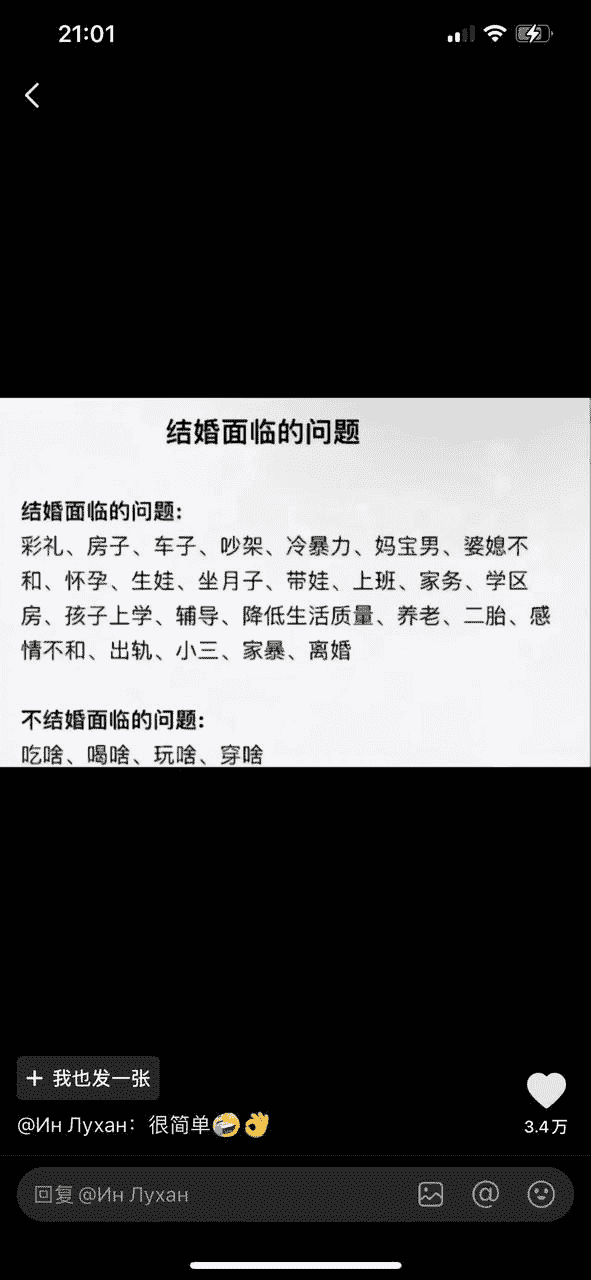 21:01
结婚面临的问题
结婚面临的问题:
彩礼、房子、车子、吵架、冷暴力、妈宝男、婆媳不
和、怀孕、生娃、坐月子、带娃、上班、家务、学区
房、孩子上学、辅导、降低生活质量、养老、二胎、感
情不和、出轨、小三、家暴、离婚
不结婚面临的问题:
吃啥、喝啥、玩啥、穿啥
+ 我也发一张
@Ин Лухан：很简单🤣👌
3.4万
回复 @Ин Лухан